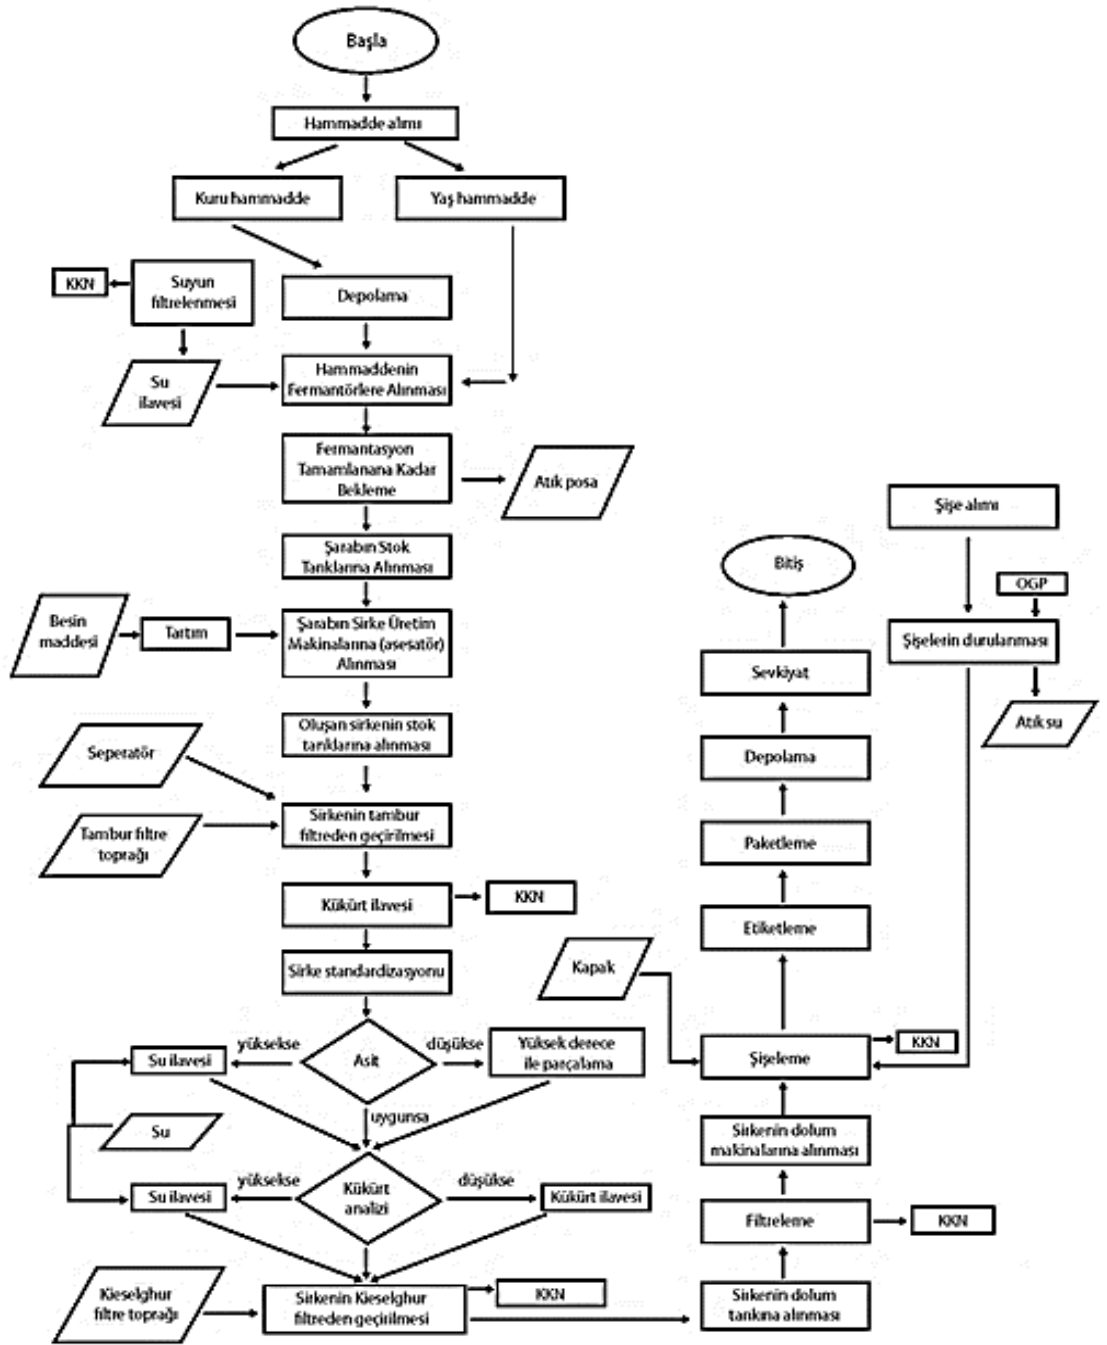 Başla
Hammadde alımı
Kuru hammadde
Yaş hammadde
KKN
Suyun
filtrelenmesi
Depolama
Su
ilavesi
Hammaddenin
Fermantörlere Alınması
Fermantasyon
Tamamlanana Kadar
Bekleme
Atık posa
Şarabın Stok
Tanklarına Alınması
Besin
maddesi
Tartım
Şarabın Sirke Üretim
Makinalarına (asesatör)
Alınması
Oluşan sirkenin stok
tanklarına alınması
Seperatör
Tambur filtre
toprağı
Sirkenin tambur
filtreden geçirilmesi
Kükürt ilavesi
KKN
Sirke standardizasyonu
Asit
yüksekse
düşükse
uygunsa
Su ilavesi
Yüksek derece
ile parçalama
Su
Kükürt
analizi
yüksekse
düşükse
Su ilavesi
Kükürt ilavesi
Kieselghur
filtre toprağı
Sirkenin Kieselghur
filtreden geçirilmesi
KKN
Sirkenin dolum
tankına alınması
Filtreleme
KKN
Sirkenin dolum
makinalarına alınması
Şişeleme
KKN
Kapak
Şişe alımı
OGP
Şişelerin durulanması
Atık su
Etiketleme
Paketleme
Depolama
Sevkiyat
Bitiş